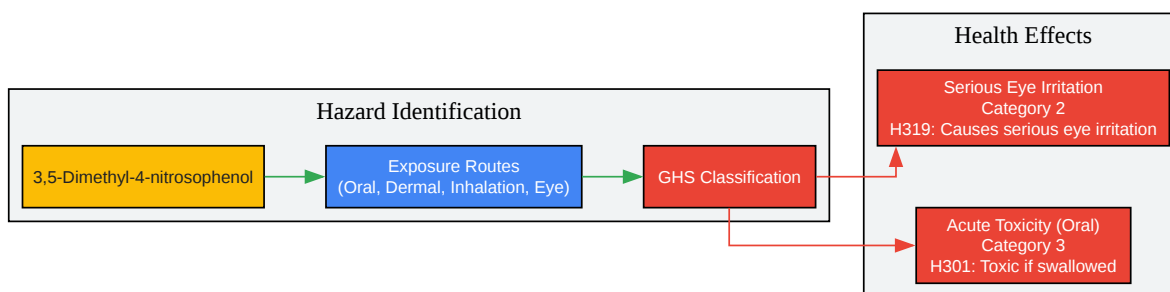 Health Effects
Serious Eye Irritation
Category 2
H319: Causes serious eye irritation
Hazard Identification
3,5-Dimethyl-4-nitrosophenol
Exposure Routes
(Oral, Dermal, Inhalation, Eye)
GHS Classification
Acute Toxicity (Oral)
Category 3
H301: Toxic if swallowed